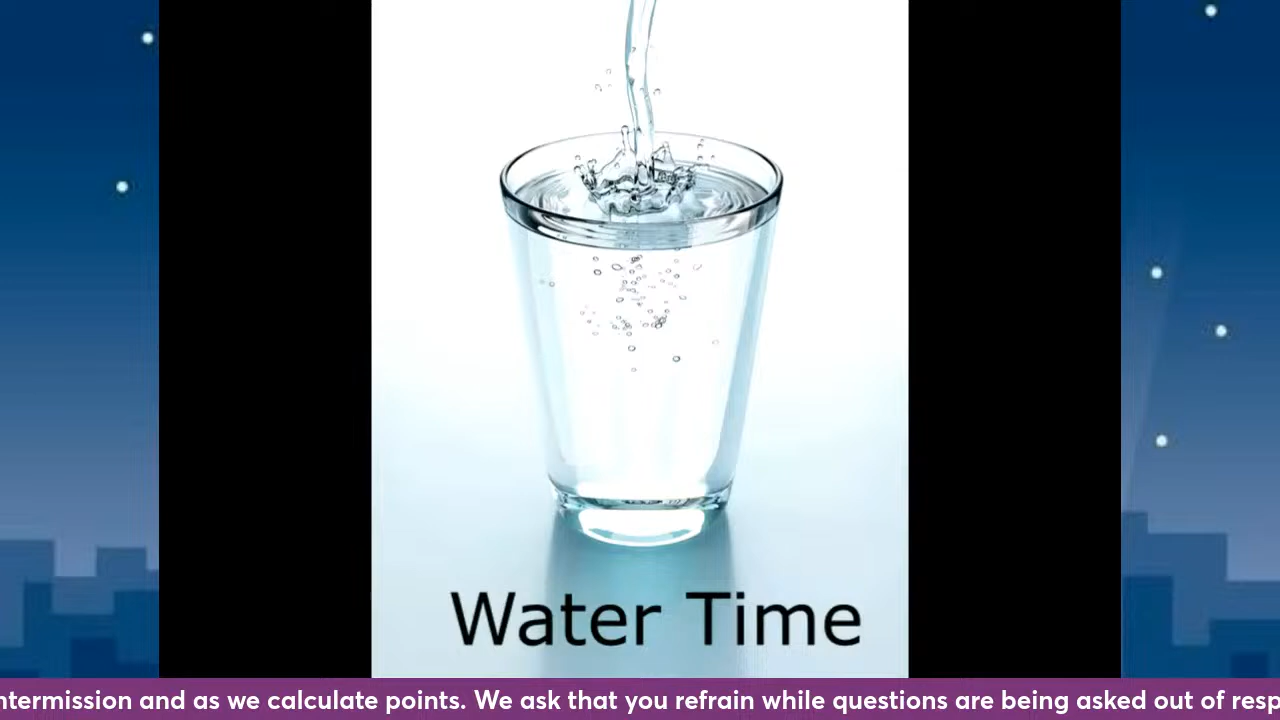 Water Time
ntermission and as we calculate points. We ask that you refrain while questions are being asked out of resp